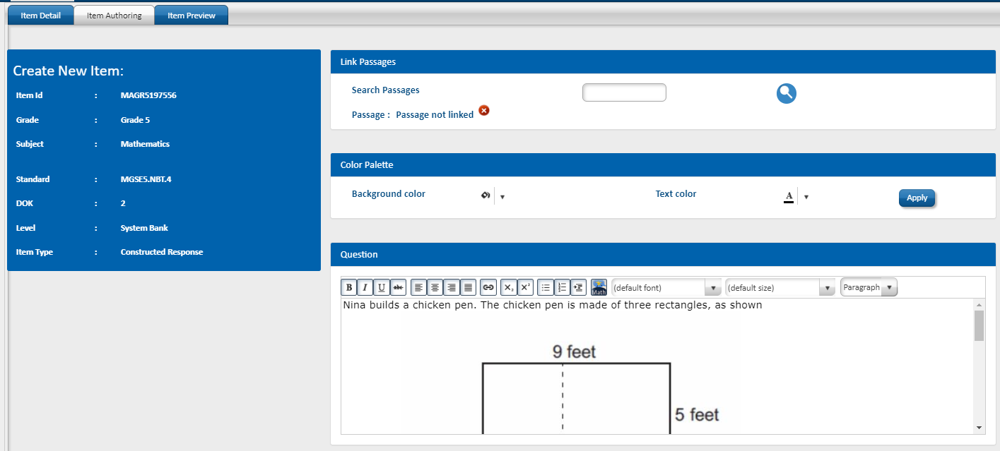 Item Detail Item Authoring Item Preview
Create New Item:
Item Id : MAGR5197556
Grade : Grade 5
Subject : Mathematics
Standard : MGSE5.NBT.4
DOK : 2
Level : System Bank
Item Type : Constructed Response
Link Passages
Search Passages
Passage : Passage not linked
Color Palette
Background color Text color A Apply
Question
B I U abc X₂ X² Math (default font) (default size) Paragraph
Nina builds a chicken pen. The chicken pen is made of three rectangles, as shown
9 feet
5 feet